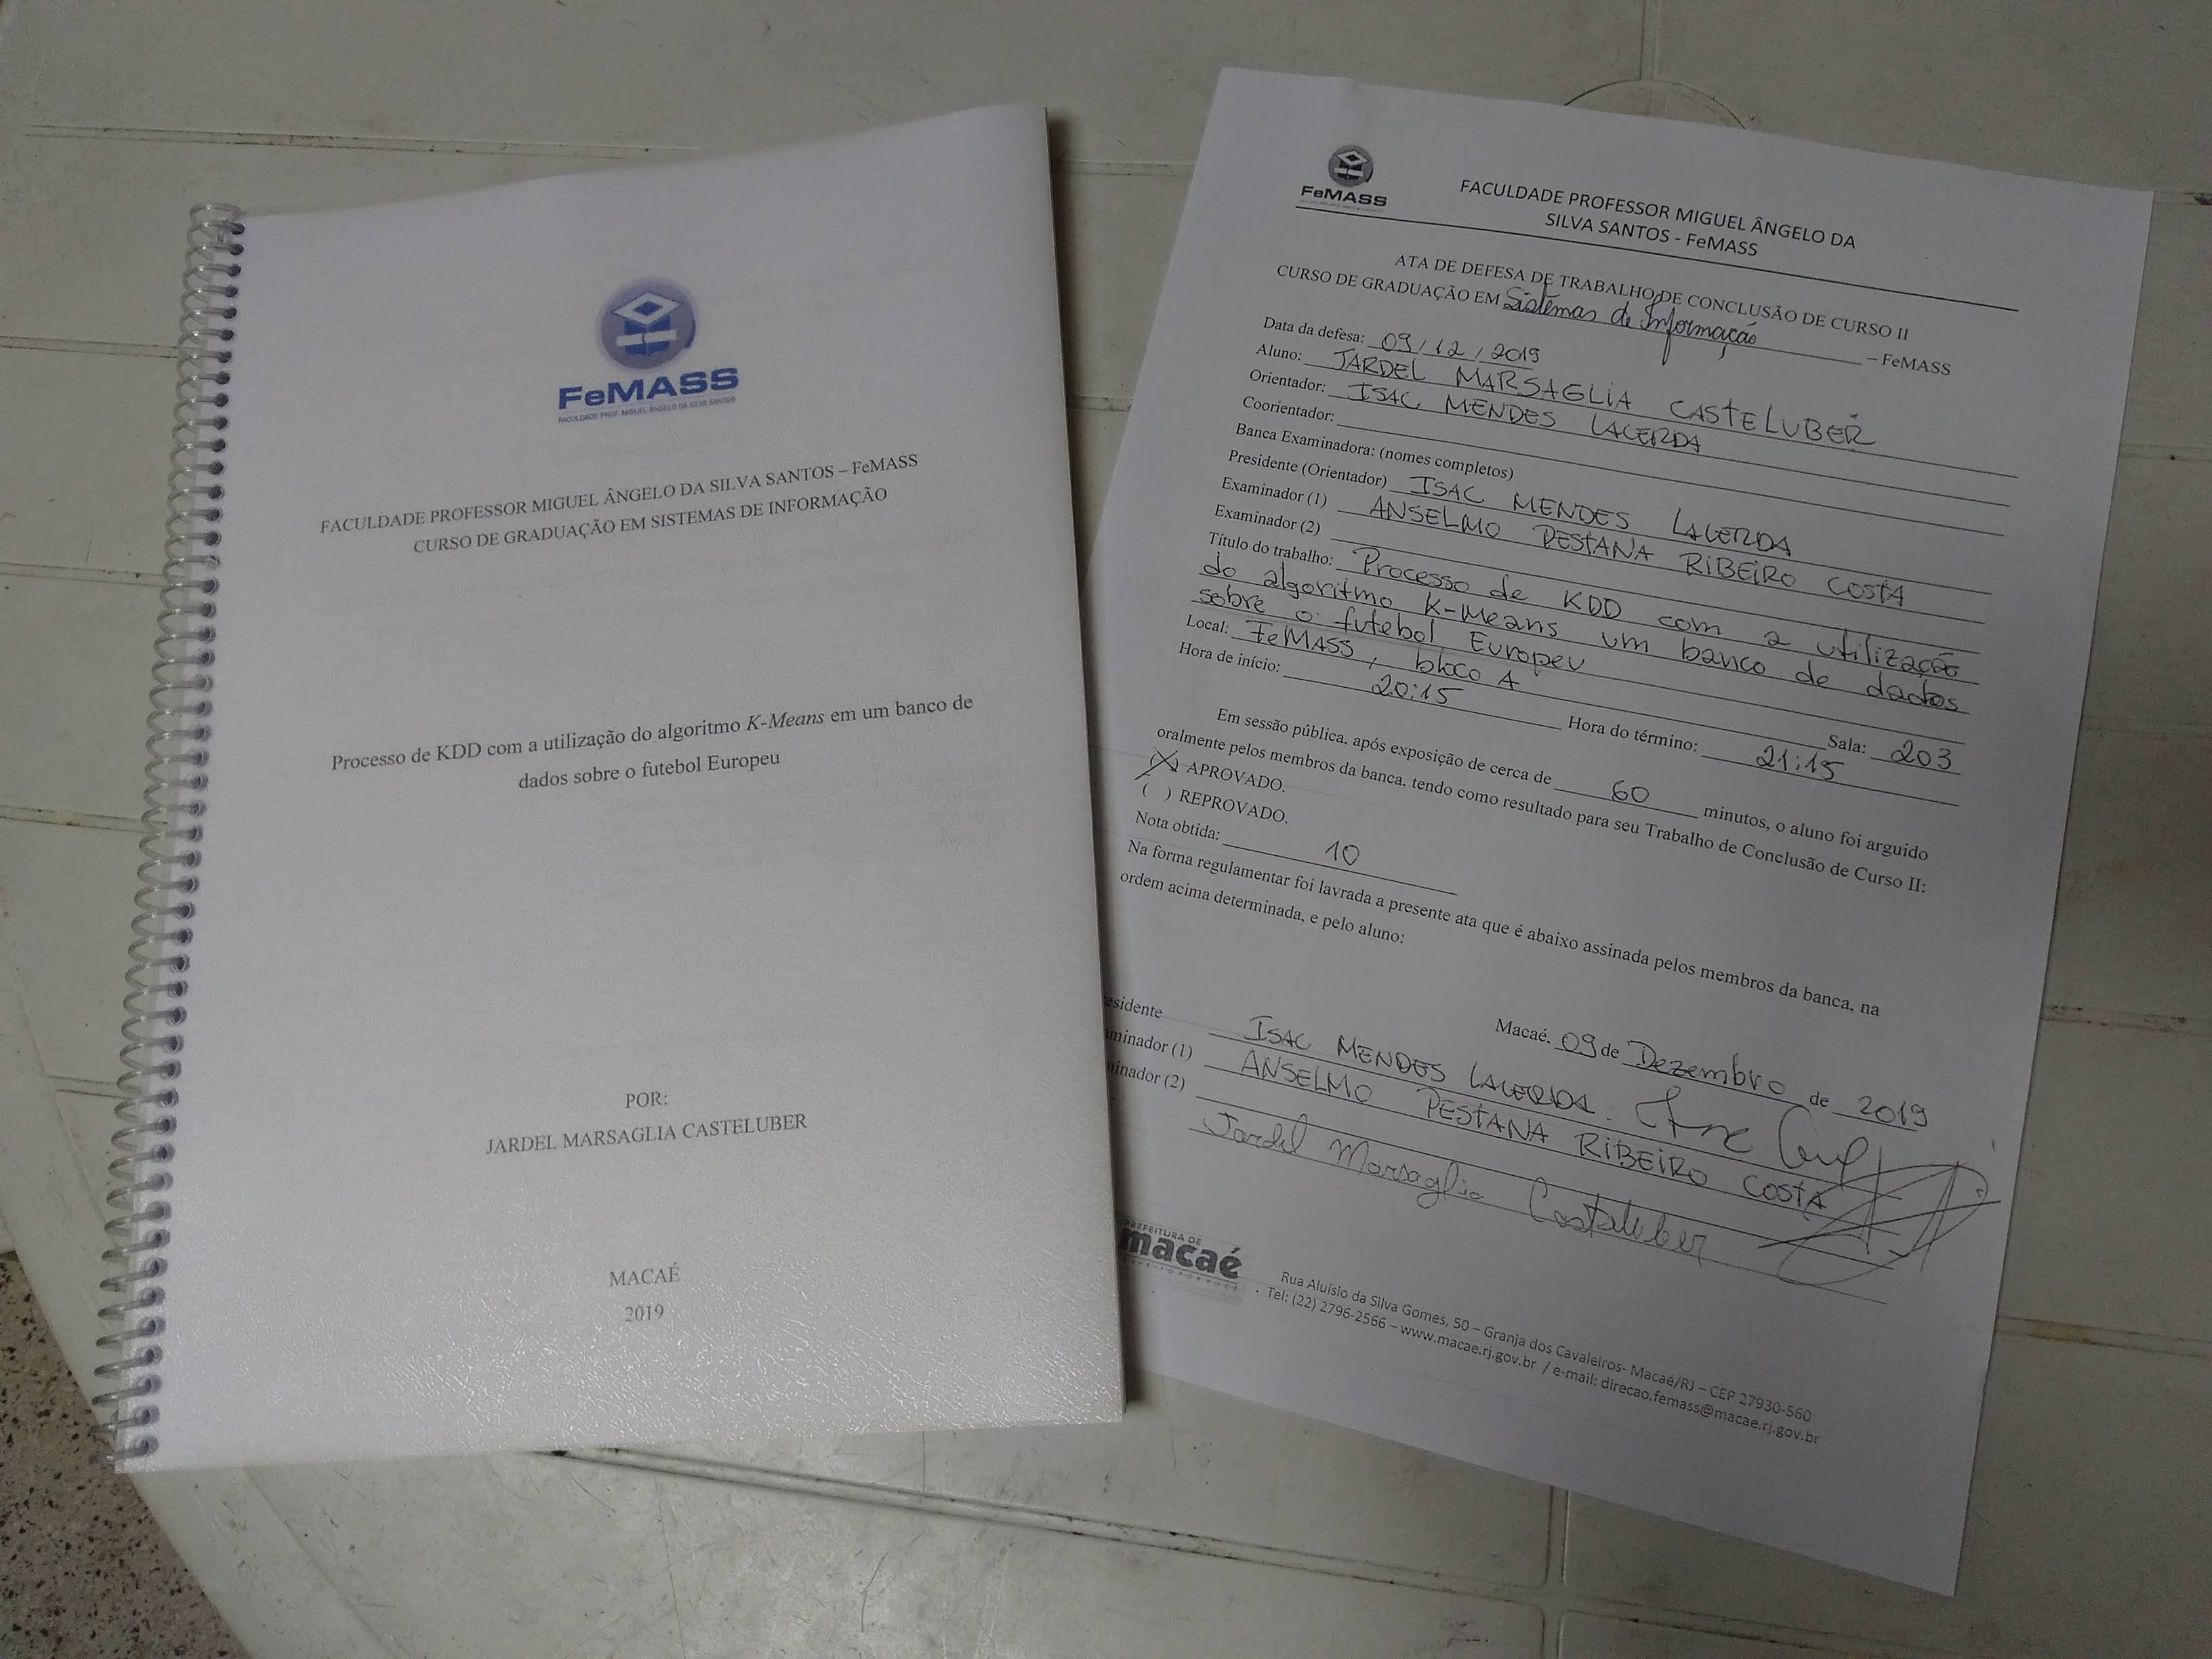 FeMASS
FACULDADE PROF. MIGUEL ÂNGELO DA SILVA SANTOS
FACULDADE PROFESSOR MIGUEL ÂNGELO DA SILVA SANTOS – FeMASS
CURSO DE GRADUAÇÃO EM SISTEMAS DE INFORMAÇÃO
Processo de KDD com a utilização do algoritmo K-Means em um banco de
dados sobre o futebol Europeu
POR:
JARDEL MARSAGLIA CASTELUBER
MACAÉ
2019
FeMASS
FACULDADE PROFESSOR MIGUEL ÂNGELO DA
SILVA SANTOS - FeMASS
ATA DE DEFESA DE TRABALHO DE CONCLUSÃO DE CURSO II
CURSO DE GRADUAÇÃO EM Sistemas de Informação – FeMASS
Data da defesa: 09/12/2019
Aluno: JARDEL MARSAGLIA CASTELUBER
Orientador: ISAC MENDES LACERDA
Coorientador:
Banca Examinadora: (nomes completos)
Presidente (Orientador) ISAC MENDES LACERDA
Examinador (1) ANSELMO PESTANA RIBEIRO COSTA
Examinador (2)
Título do trabalho: Processo de KDD com a utilização
do algoritmo K-Means um banco de dados
sobre o futebol Europeu
Local: FeMASS, bloco A Sala: 203
Hora de início: 20:15 Hora do término: 21:15
Em sessão pública, após exposição de cerca de 60 minutos, o aluno foi arguido
oralmente pelos membros da banca, tendo como resultado para seu Trabalho de Conclusão de Curso II:
(X) APROVADO.
( ) REPROVADO.
Nota obtida: 10
Na forma regulamentar foi lavrada a presente ata que é abaixo assinada pelos membros da banca, na
ordem acima determinada, e pelo aluno:
Macaé, 09 de Dezembro de 2019
esidente ISAC MENDES LACERDA.
aminador (1) ANSELMO PESTANA RIBEIRO COSTA
minador (2)
Jardel Marsaglia Casteluber
PREFEITURA DE
macaé
Rua Aluísio da Silva Gomes, 50 – Granja dos Cavaleiros- Macaé/RJ – CEP 27930-560
Tel: (22) 2796-2566 – www.macae.rj.gov.br / e-mail: direcao.femass@macae.rj.gov.br